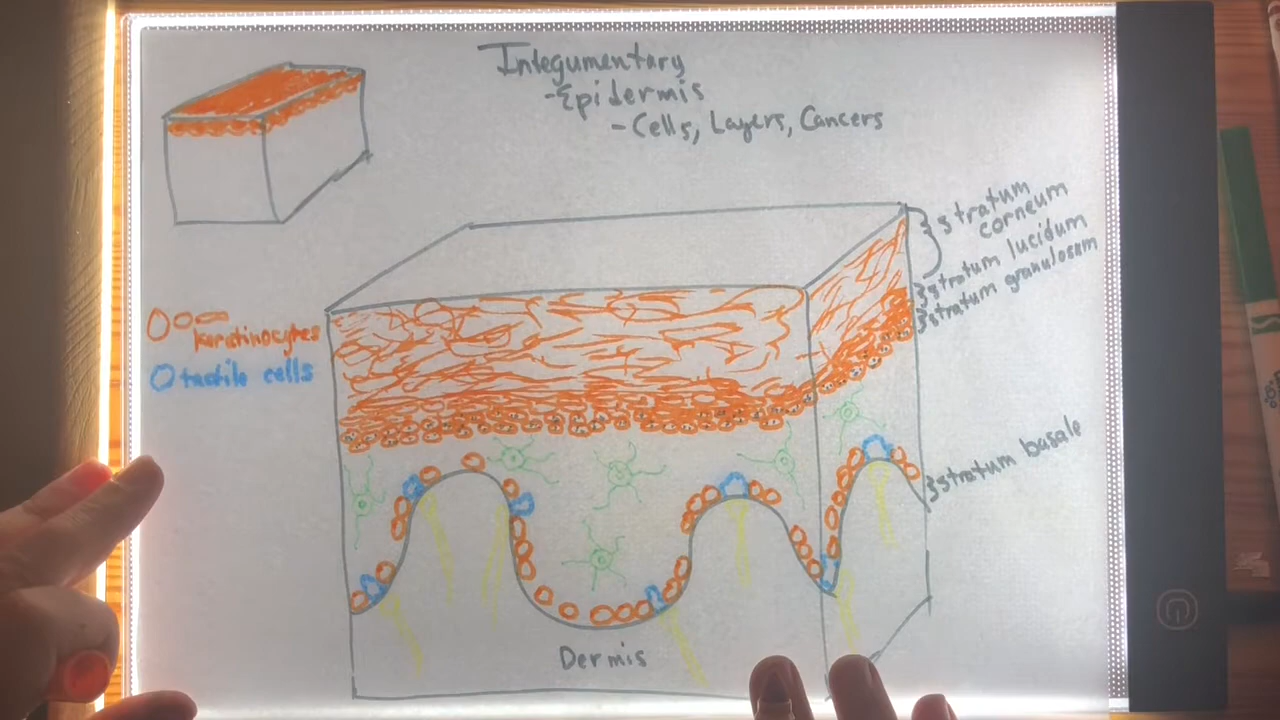 Integumentary
-Epidermis
-Cells, Layers, Cancers
stratum
corneum
stratum lucidum
stratum granulosum
keratinocytes
tactile cells
stratum basale
Dermis